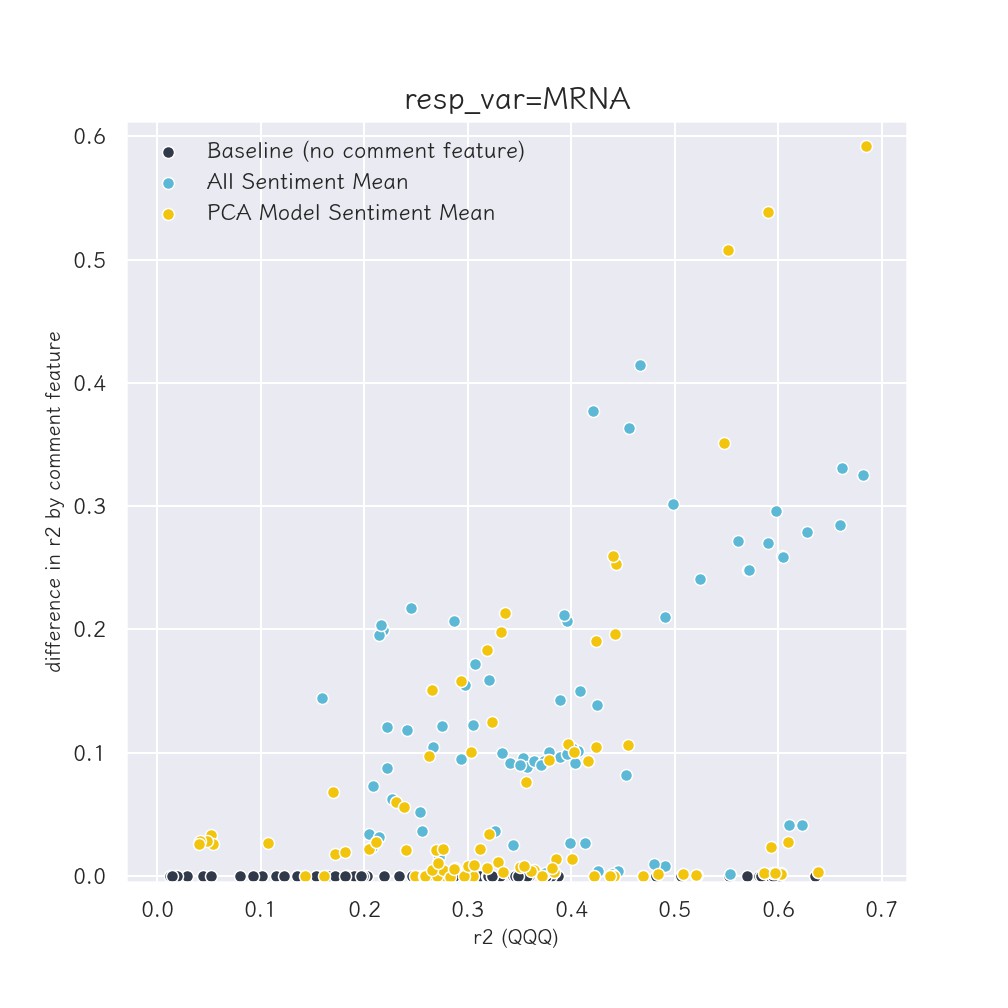 resp_var=MRNA
Baseline (no comment feature)
All Sentiment Mean
PCA Model Sentiment Mean
difference in r2 by comment feature
0.6
0.5
0.4
0.3
0.2
0.1
0.0
0.0 0.1 0.2 0.3 0.4 0.5 0.6 0.7
r2 (QQQ)